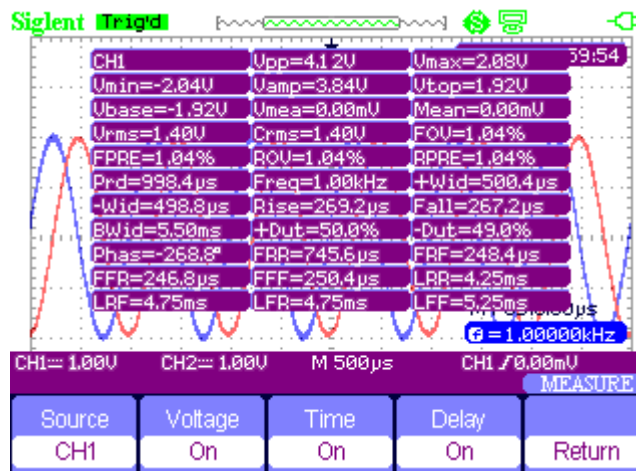 Siglent Trig'd
59:54
CH1 Vpp=4.12V Vmax=2.08V
Vmin=-2.04V Vamp=3.84V Vtop=1.92V
Vbase=-1.92V Vmea=0.00mV Mean=0.00mV
Vrms=1.40V Crms=1.40V FOV=1.04%
FPRE=1.04% ROV=1.04% RPRE=1.04%
Prd=998.4µs Freq=1.00kHz +Wid=500.4µs
-Wid=498.8µs Rise=269.2µs Fall=267.2µs
BWid=5.50ms +Dut=50.0% -Dut=49.0%
Phas=-268.8° FRR=745.6µs FRF=248.4µs
FFR=246.8µs FFF=250.4µs LRR=4.25ms
LRF=4.75ms LFR=4.75ms LFF=5.25ms
f=1.00000kHz
CH1 1.00V CH2 1.00V M 500µs CH1 0.00mV
MEASURE
Source Voltage Time Delay
CH1 On On On Return